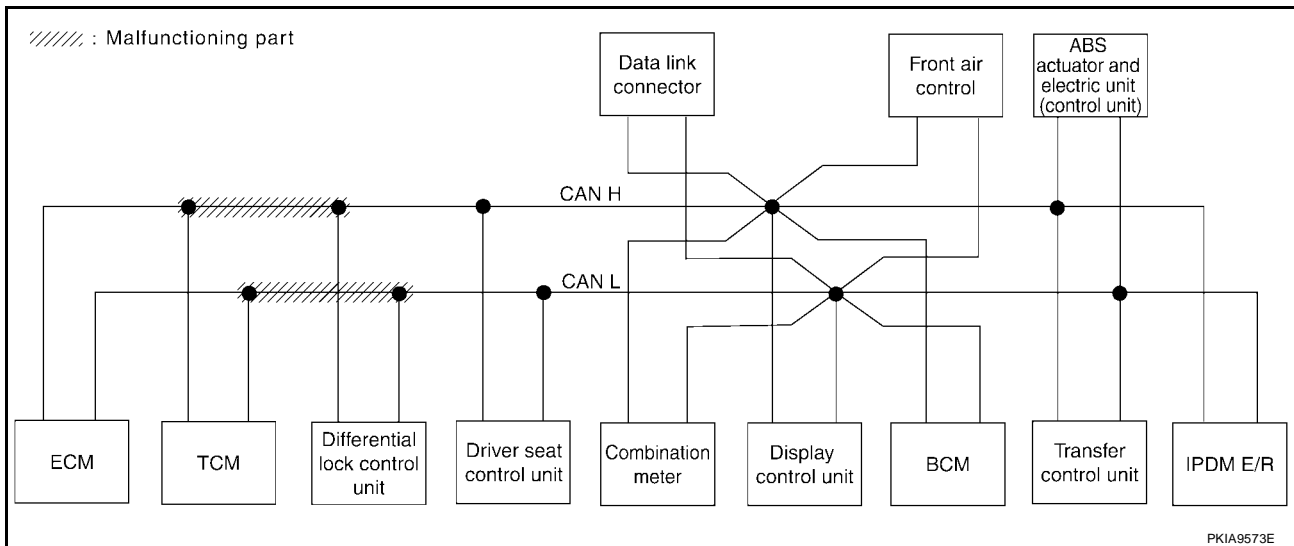 : Malfunctioning part
Data link
connector
Front air
control
ABS
actuator and
electric unit
(control unit)
CAN H
CAN L
ECM
TCM
Differential
lock control
unit
Driver seat
control unit
Combination
meter
Display
control unit
BCM
Transfer
control unit
IPDM E/R
PKIA9573E